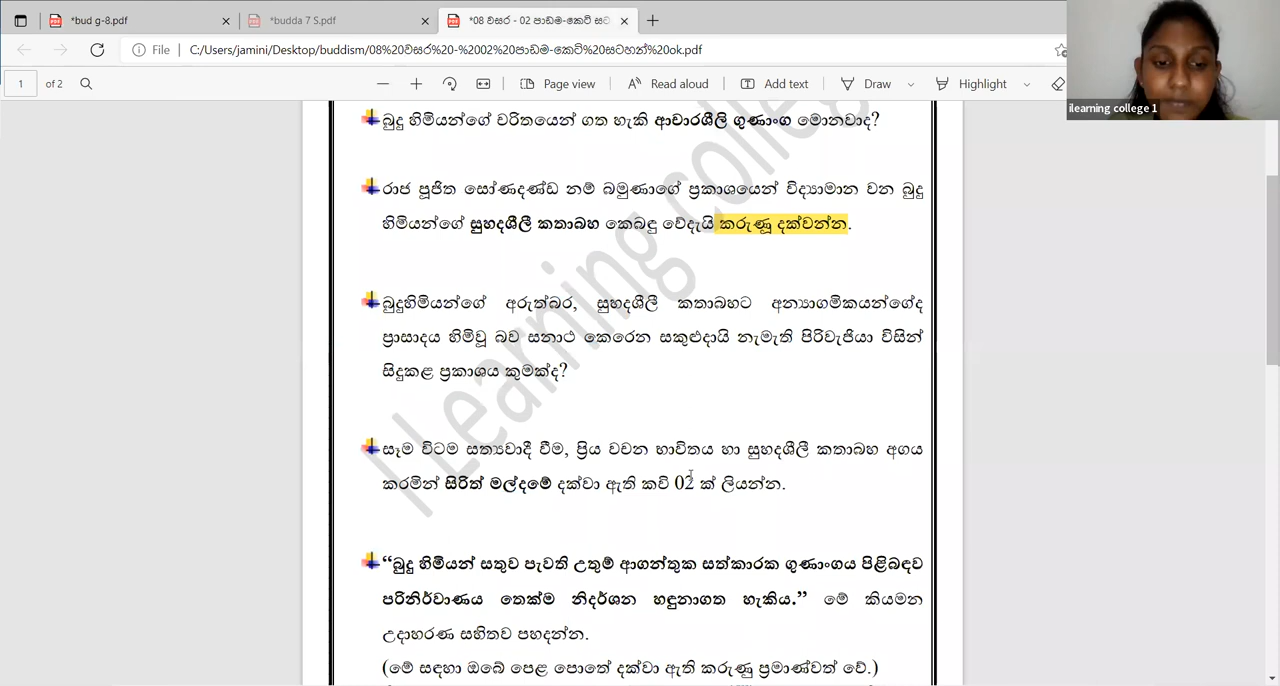 *bud g-8.pdf
*budda 7 S.pdf
*08 වසර - 02 පාඩම-කෙටි සට
File
C:/Users/jamini/Desktop/buddism/08%20වසර%20-%2002%20පාඩම-කෙටි%20සටහන්%20ok.pdf
1 of 2
Page view
Read aloud
Add text
Draw
Highlight
ilearning college 1
බුදු හිමියන්ගේ චරිතයෙන් ගත හැකි ආචාරශීලි ගුණාංග මොනවාද?
රාජ පූජිත සෝණදණ්ඩ නම් බමුණාගේ ප්‍රකාශයෙන් විද්‍යාමාන වන බුදු
හිමියන්ගේ සුහදශීලී කතාබහ කෙබඳු වේදැයි කරුණු දක්වන්න.
බුදුහිමියන්ගේ අරුත්බර, සුහදශීලී කතාබහට අන්‍යාගමිකයන්ගේද
ප්‍රාසාදය හිමිවූ බව සනාථ කෙරෙන සකුළුදායි නැමැති පිරිවැජියා විසින්
සිදුකළ ප්‍රකාශය කුමක්ද?
සෑම විටම සත්‍යවාදී වීම, ප්‍රිය වචන භාවිතය හා සුහදශීලී කතාබහ අගය
කරමින් සිරිත් මල්දමේ දක්වා ඇති කවි 02 ක් ලියන්න.
“බුදු හිමියන් සතුව පැවති උතුම් ආගන්තුක සත්කාරක ගුණාංගය පිළිබඳව
පරිනිර්වාණය තෙක්ම නිදර්ශන හඳුනාගත හැකිය.” මේ කියමන
උදාහරණ සහිතව පහදන්න.
(මේ සඳහා ඔබේ පෙළ පොතේ දක්වා ඇති කරුණු ප්‍රමාණවත් වේ.)
I Learning college